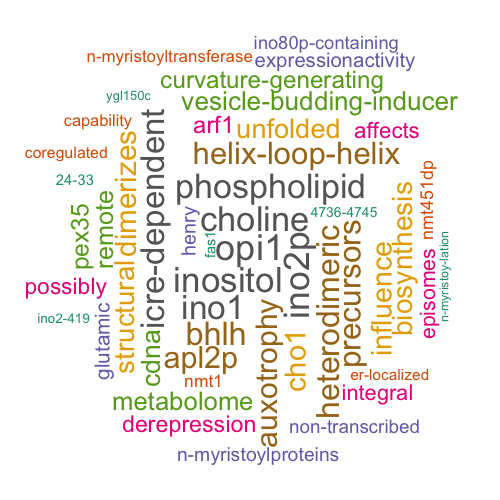 ino80p-containing
n-myristoyltransferase
expressionactivity
curvature-generating
ygl150c
vesicle-budding-inducer
capability
arf1
unfolded
affects
coregulated
helix-loop-helix
24-33
phospholipid
pex35
remote
structural
dimerizes
icre-dependent
henry
choline
fas1
opi1
ino2p
4736-4745
heterodimeric
precursors
influence
biosynthesis
nmt451dp
episomes
n-myristoy-lation
possibly
inositol
ino2-419
glutamic
ino1
bhlh
cdna
apl2p
auxotrophy
cho1
er-localized
nmt1
integral
metabolome
derepression
non-transcribed
n-myristoylproteins